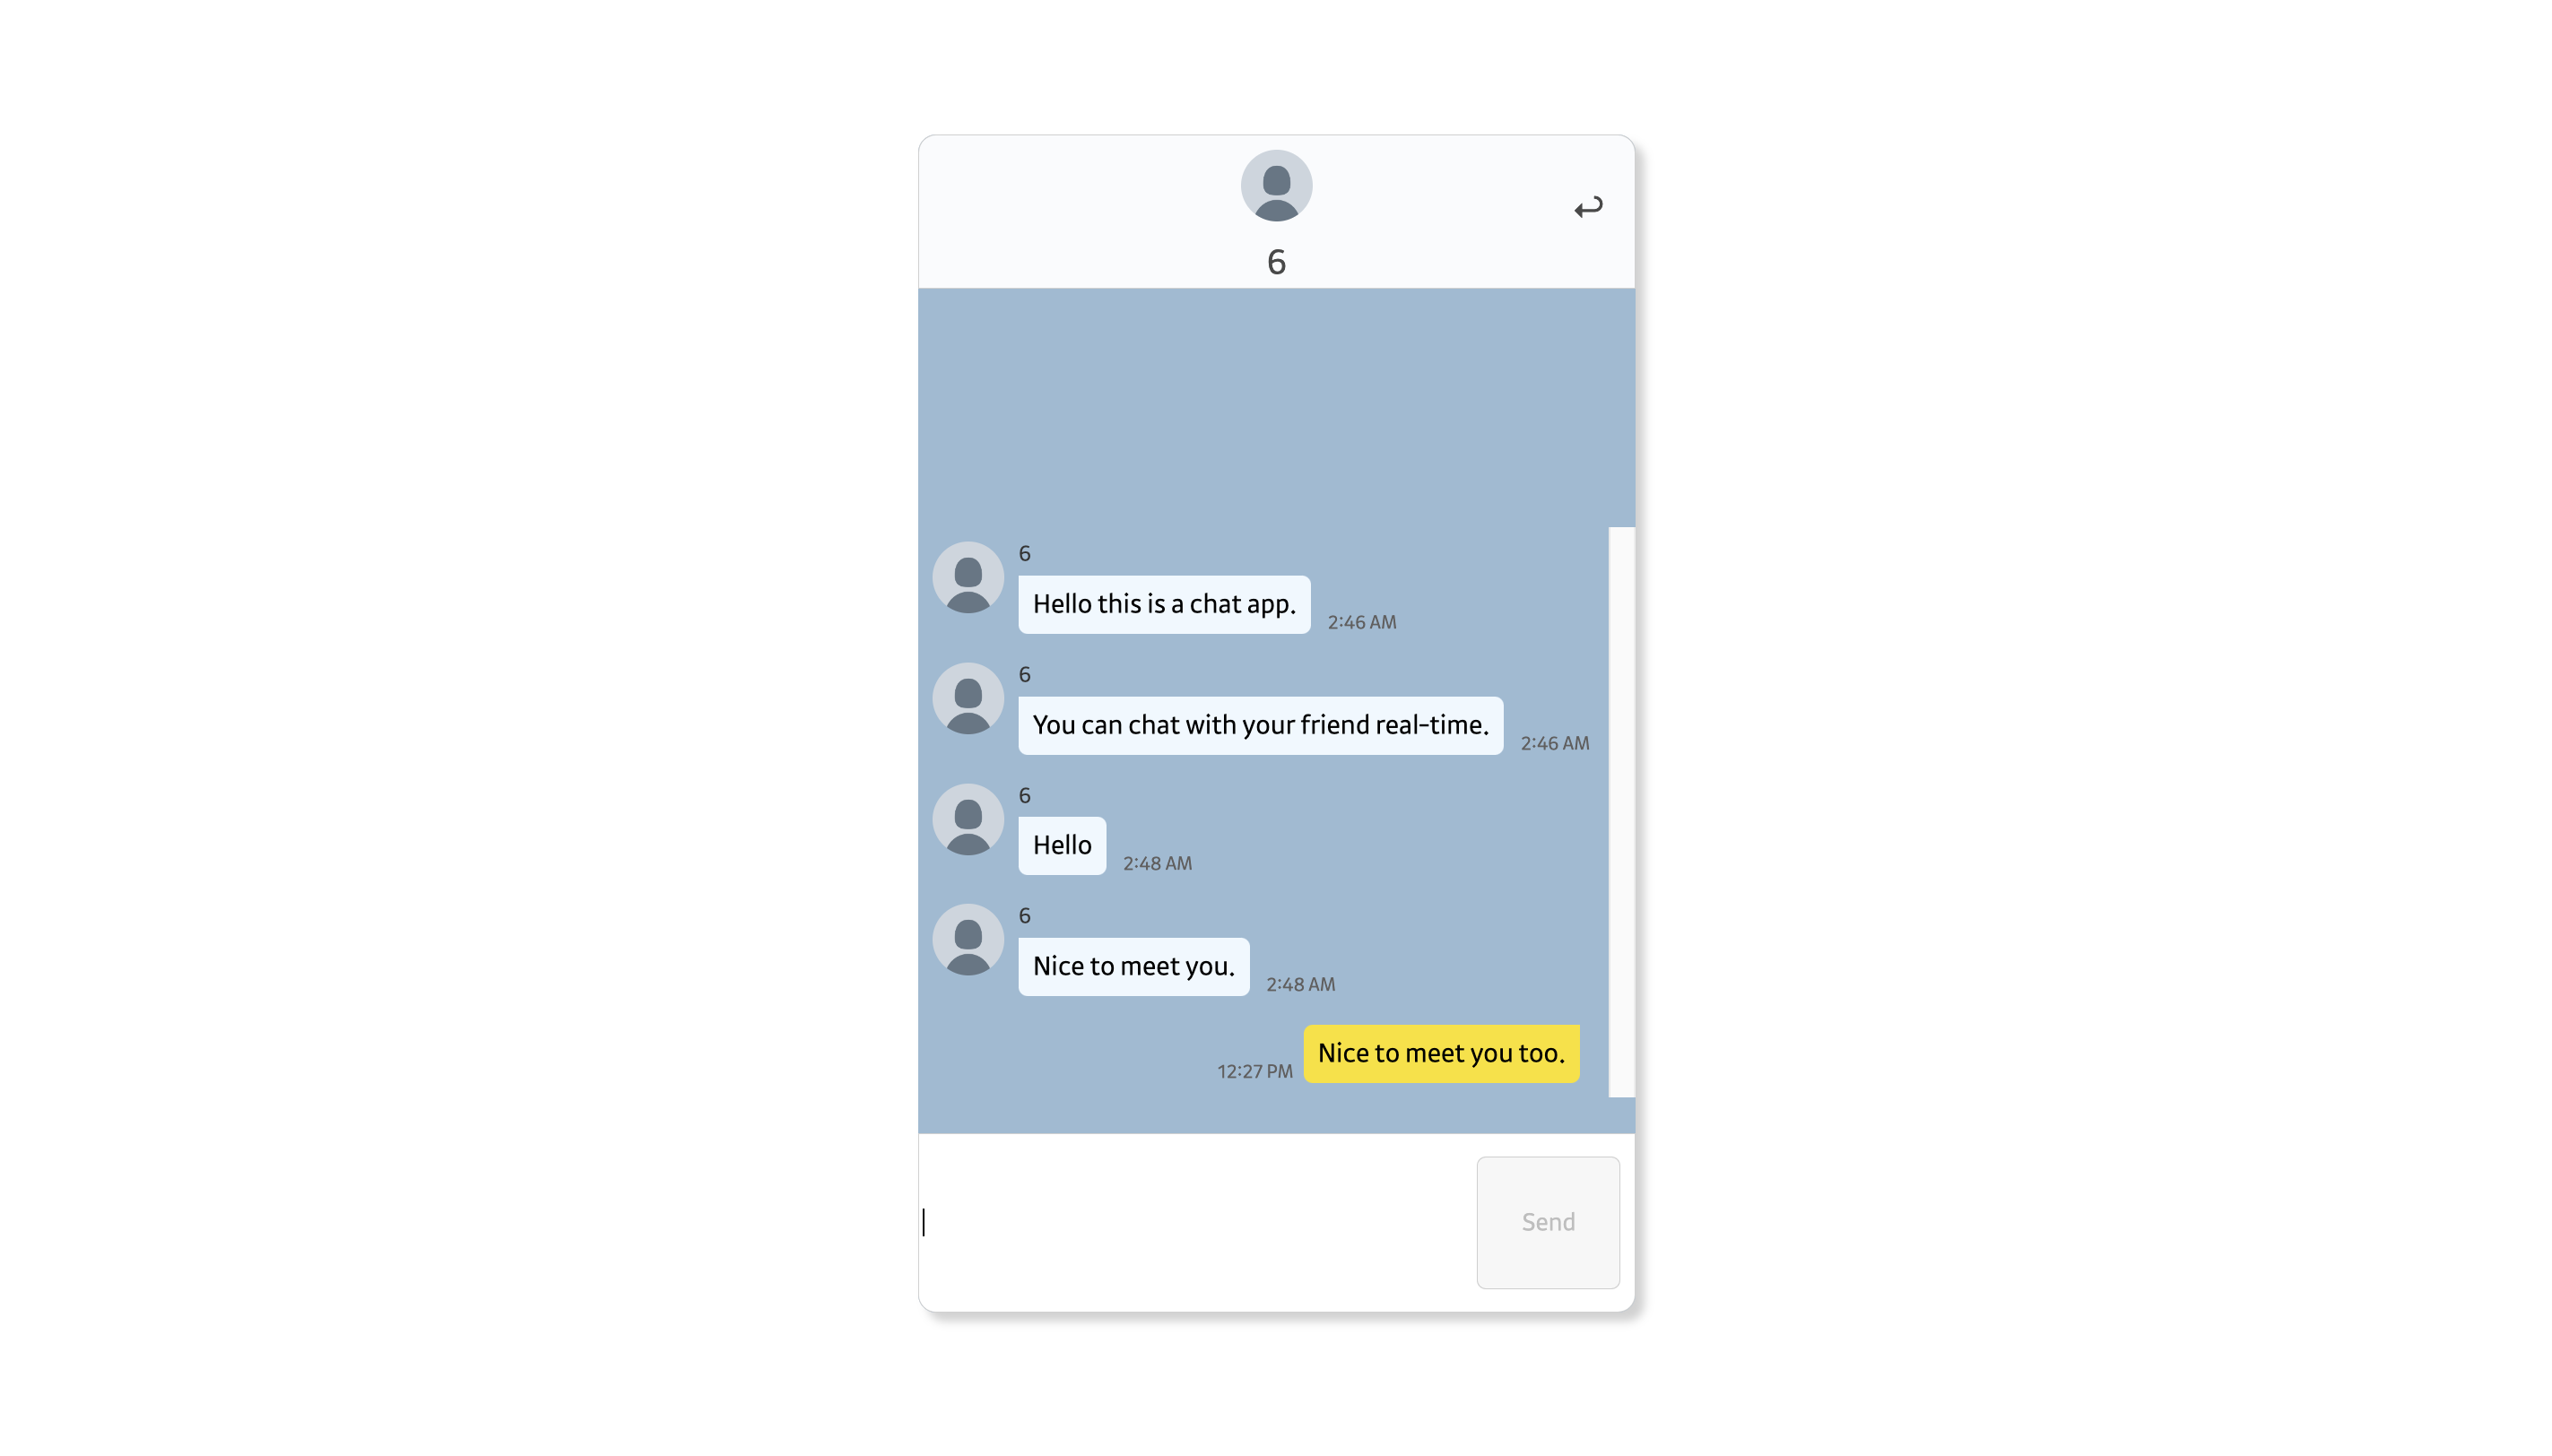 6
6
Hello this is a chat app.
2:46 AM
6
You can chat with your friend real-time.
2:46 AM
6
Hello
2:48 AM
6
Nice to meet you.
2:48 AM
Nice to meet you too.
12:27 PM
Send